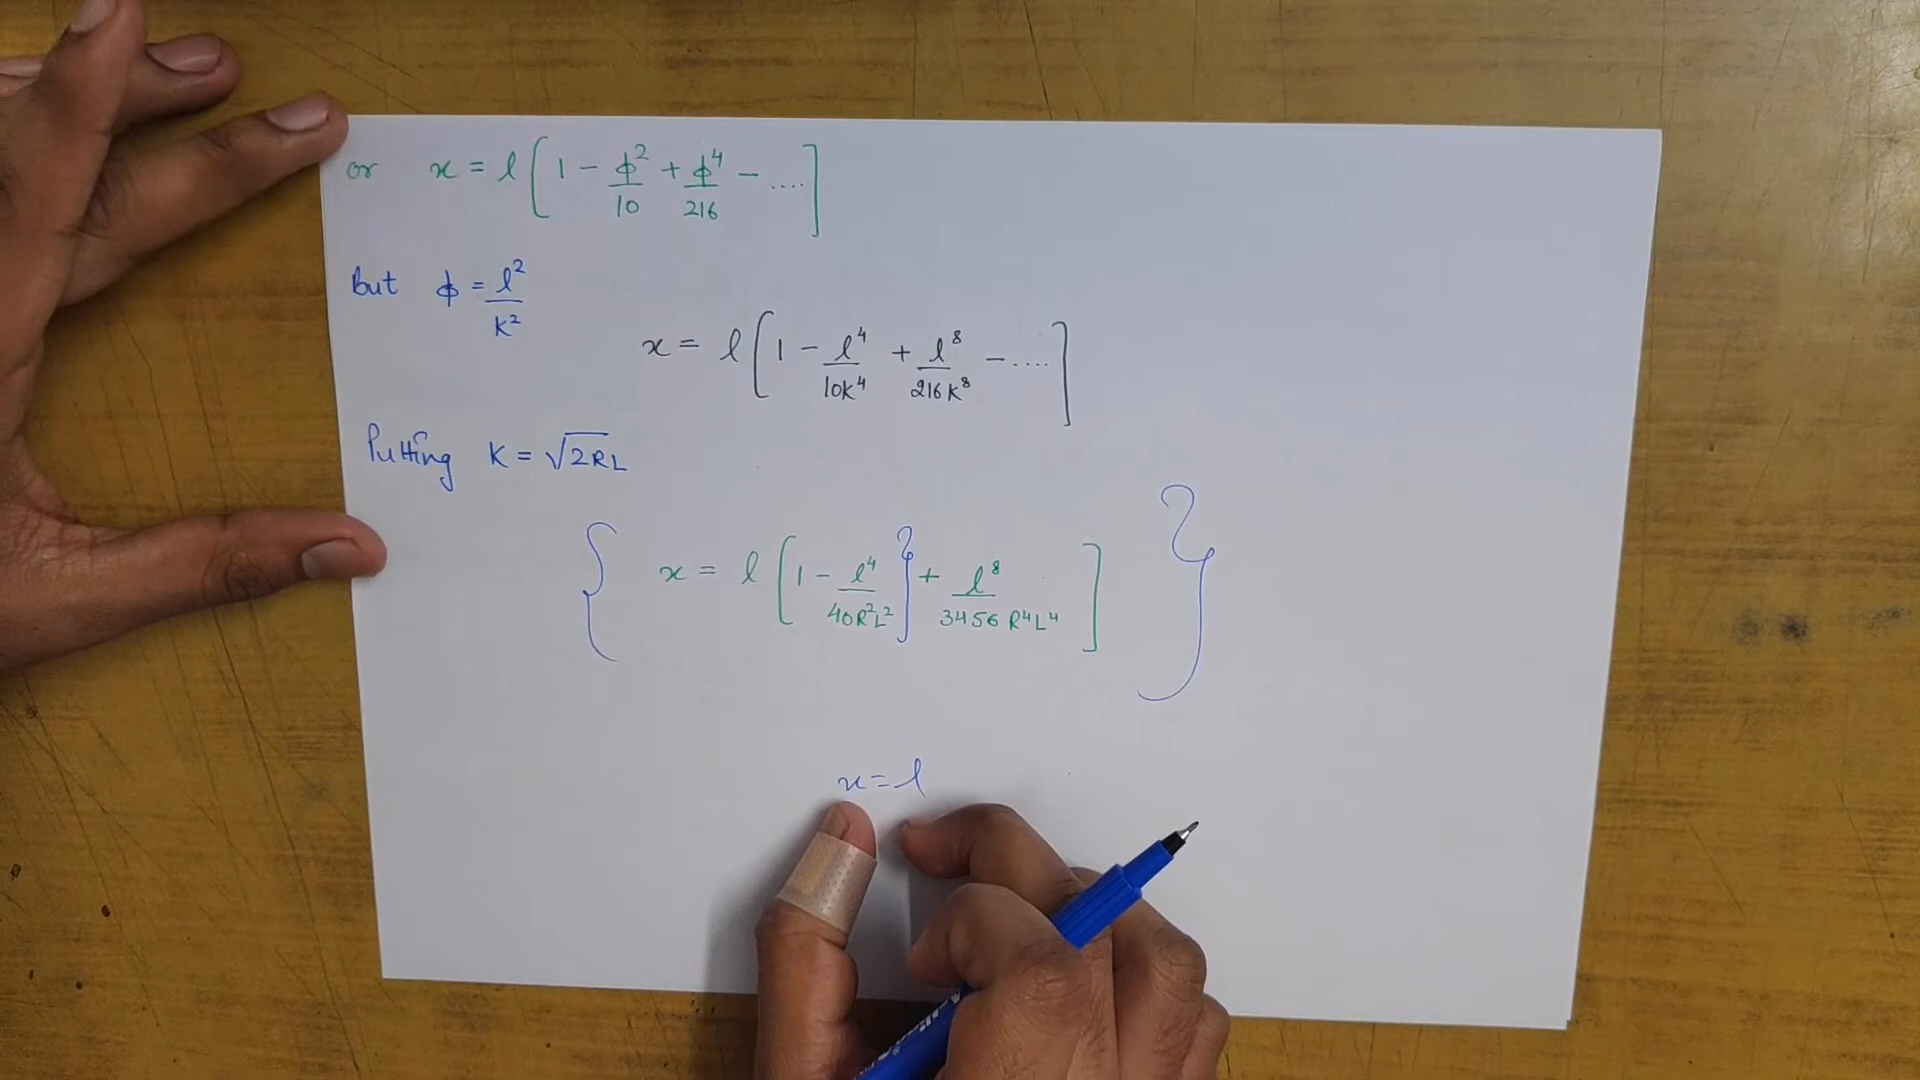 or x = l [ 1 - ϕ²/10 + ϕ⁴/216 - .... ]
But ϕ = l²/K²
x = l [ 1 - l⁴/10K⁴ + l⁸/216K⁸ - .... ]
Putting K = √2RL
{ x = l [ 1 - l⁴/40R²L² } + l⁸/3456 R⁴L⁴ ] }
x = l